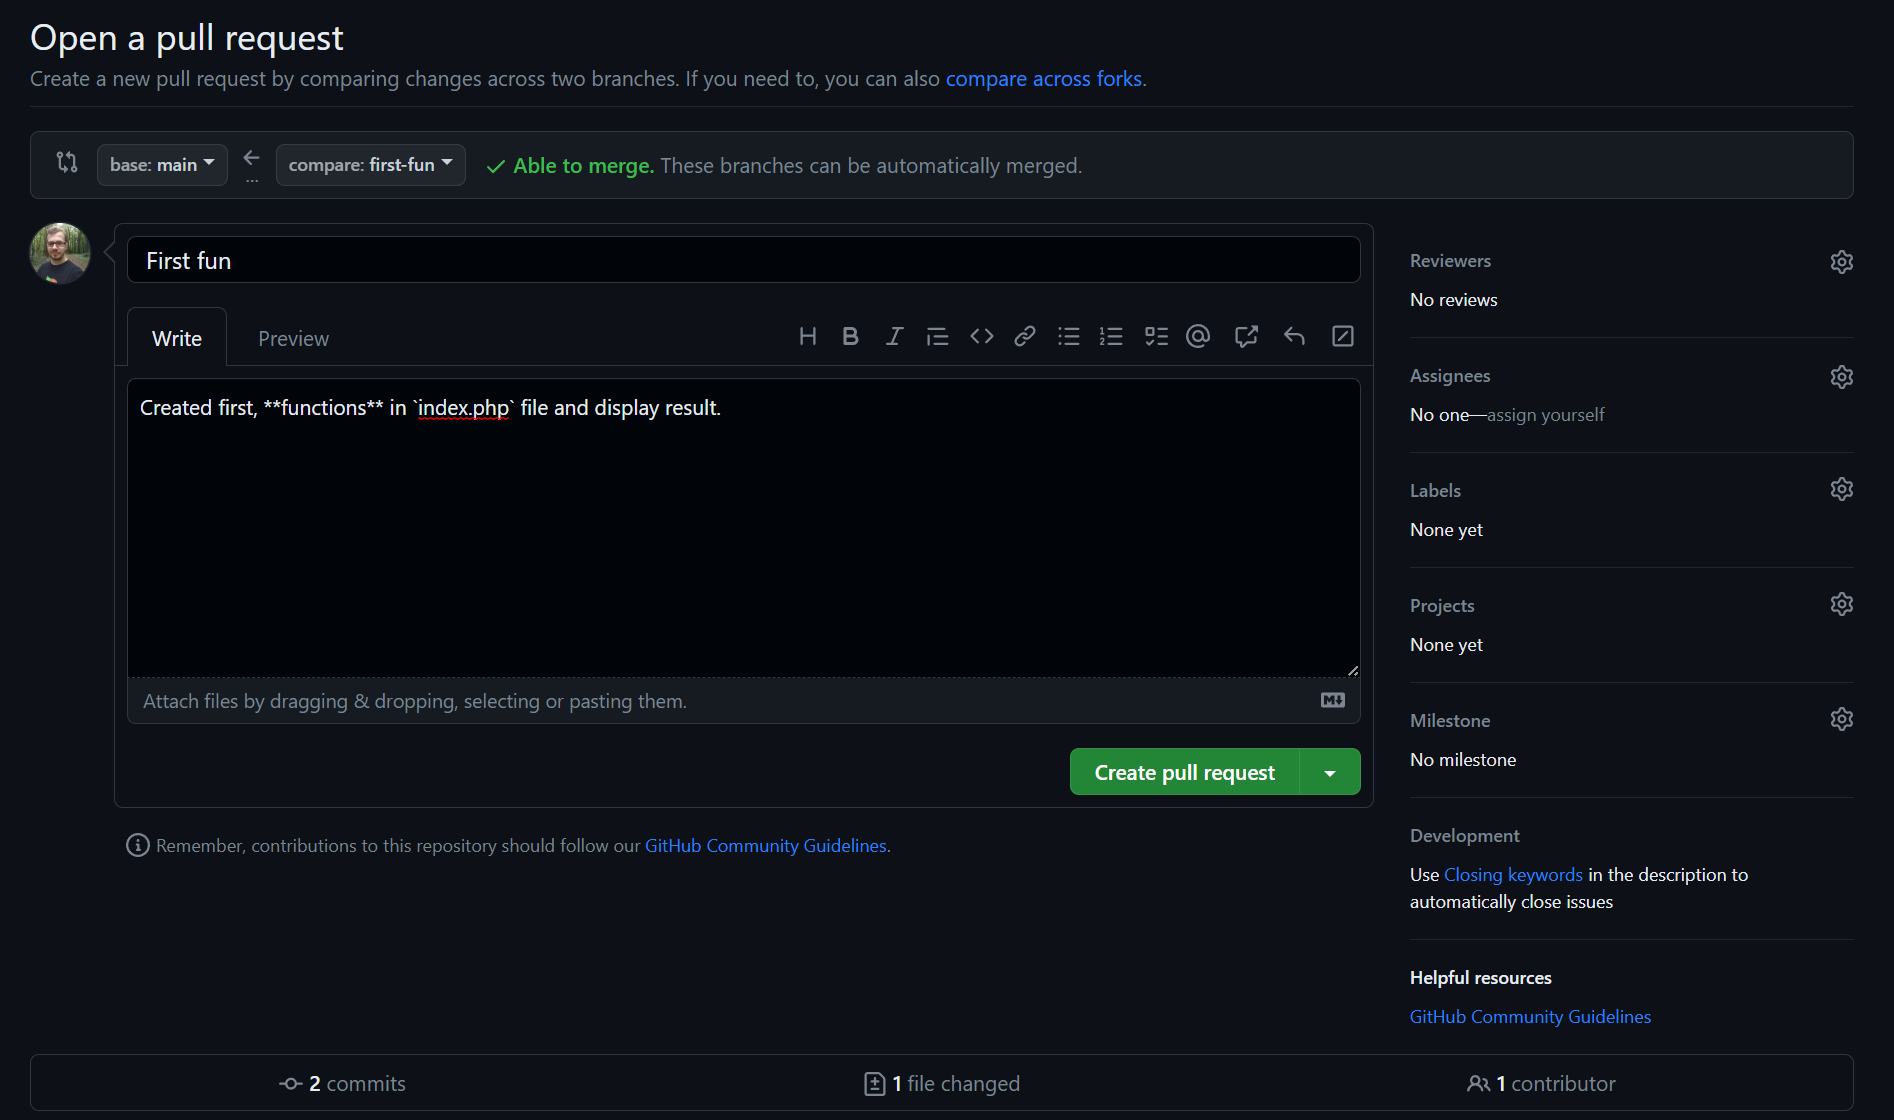 Open a pull request
Create a new pull request by comparing changes across two branches. If you need to, you can also compare across forks.
base: main
...
compare: first-fun
Able to merge. These branches can be automatically merged.
First fun
Write
Preview
Created first, **functions** in `index.php` file and display result.
Attach files by dragging & dropping, selecting or pasting them.
Create pull request
Remember, contributions to this repository should follow our GitHub Community Guidelines.
Reviewers
No reviews
Assignees
No one—assign yourself
Labels
None yet
Projects
None yet
Milestone
No milestone
Development
Use Closing keywords in the description to
automatically close issues
Helpful resources
GitHub Community Guidelines
2 commits
1 file changed
1 contributor